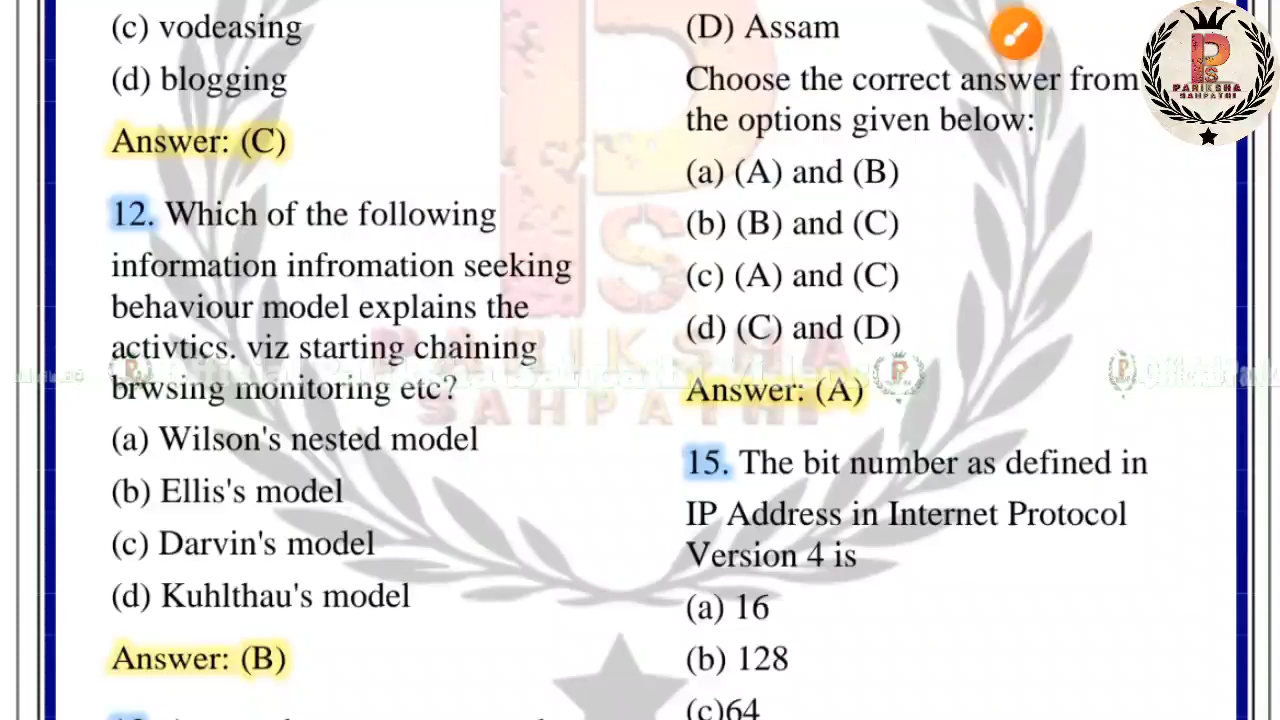 (c) vodeasing
(d) blogging
Answer: (C)
12. Which of the following
information infromation seeking
behaviour model explains the
activtics. viz starting chaining
brwsing monitoring etc?
(a) Wilson's nested model
(b) Ellis's model
(c) Darvin's model
(d) Kuhlthau's model
Answer: (B)
(D) Assam
Choose the correct answer from
the options given below:
(a) (A) and (B)
(b) (B) and (C)
(c) (A) and (C)
(d) (C) and (D)
Answer: (A)
15. The bit number as defined in
IP Address in Internet Protocol
Version 4 is
(a) 16
(b) 128
(c)64
PARIKSHA
SAHPATHI
PS
PARIKSHA
SAHPATHI